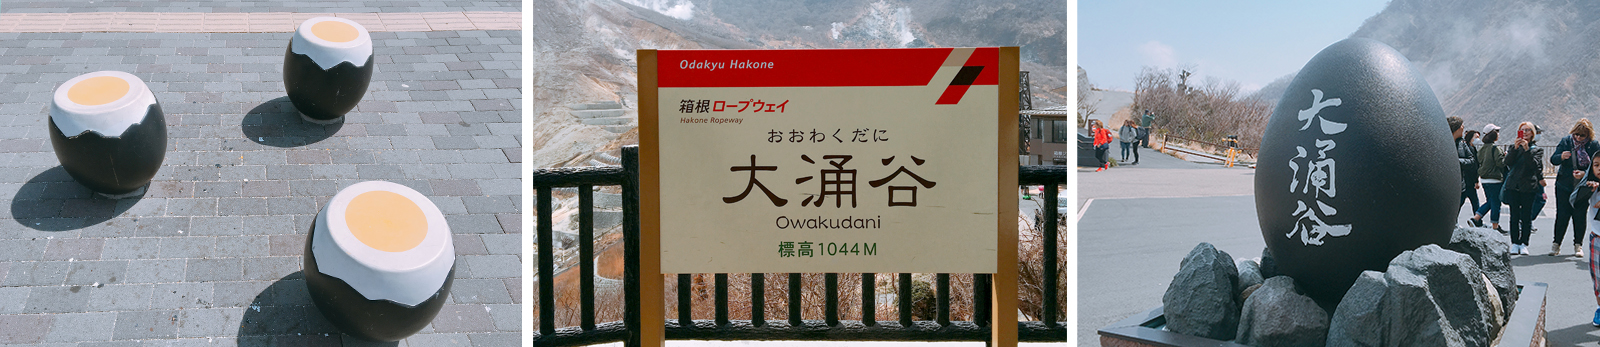 Odakyu Hakone
箱根ロープウェイ
Hakone Ropeway
おおわくだに
大涌谷
Owakudani
標高1044M
大涌谷